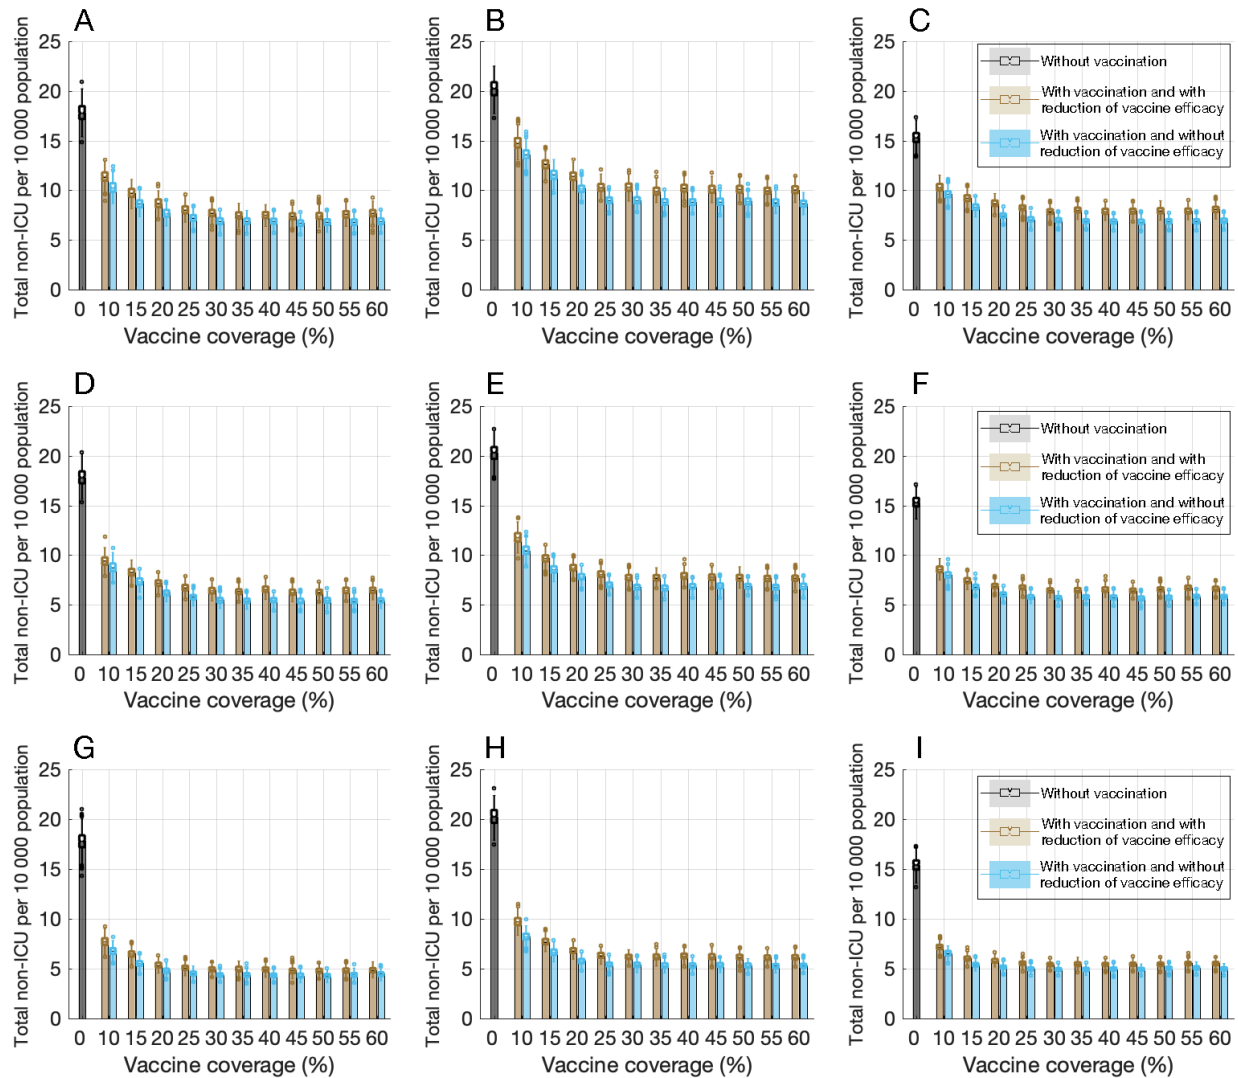 A
B
C
Total non-ICU per 10 000 population
25
20
15
10
5
0
0 10 15 20 25 30 35 40 45 50 55 60
Vaccine coverage (%)
Total non-ICU per 10 000 population
25
20
15
10
5
0
0 10 15 20 25 30 35 40 45 50 55 60
Vaccine coverage (%)
Total non-ICU per 10 000 population
25
20
15
10
5
0
0 10 15 20 25 30 35 40 45 50 55 60
Vaccine coverage (%)
Without vaccination
With vaccination and with
reduction of vaccine efficacy
With vaccination and without
reduction of vaccine efficacy
D
E
F
Total non-ICU per 10 000 population
25
20
15
10
5
0
0 10 15 20 25 30 35 40 45 50 55 60
Vaccine coverage (%)
Total non-ICU per 10 000 population
25
20
15
10
5
0
0 10 15 20 25 30 35 40 45 50 55 60
Vaccine coverage (%)
Total non-ICU per 10 000 population
25
20
15
10
5
0
0 10 15 20 25 30 35 40 45 50 55 60
Vaccine coverage (%)
Without vaccination
With vaccination and with
reduction of vaccine efficacy
With vaccination and without
reduction of vaccine efficacy
G
H
I
Total non-ICU per 10 000 population
25
20
15
10
5
0
0 10 15 20 25 30 35 40 45 50 55 60
Vaccine coverage (%)
Total non-ICU per 10 000 population
25
20
15
10
5
0
0 10 15 20 25 30 35 40 45 50 55 60
Vaccine coverage (%)
Total non-ICU per 10 000 population
25
20
15
10
5
0
0 10 15 20 25 30 35 40 45 50 55 60
Vaccine coverage (%)
Without vaccination
With vaccination and with
reduction of vaccine efficacy
With vaccination and without
reduction of vaccine efficacy